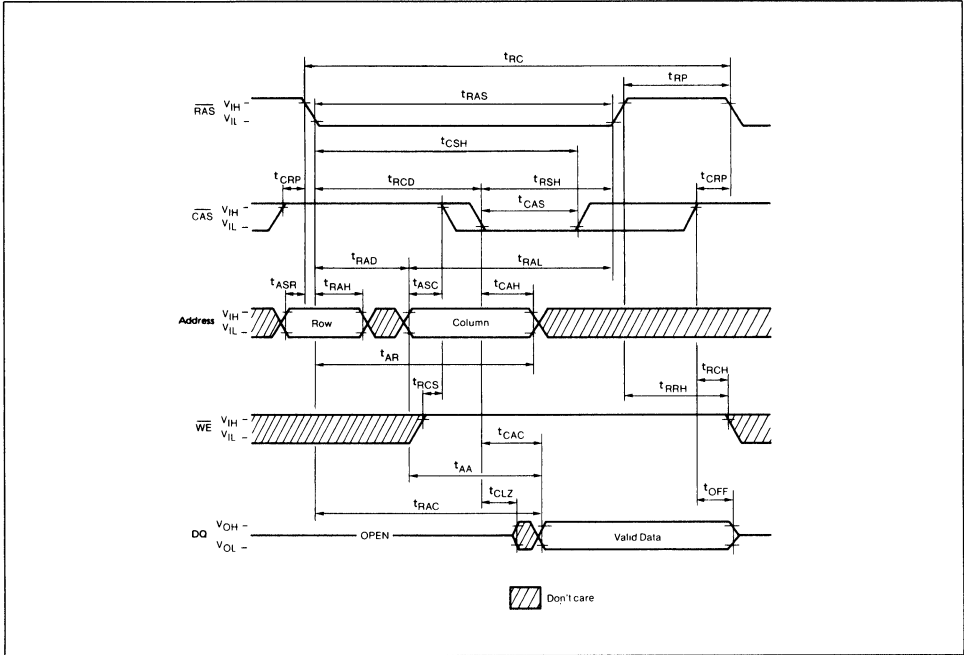 tRC
tRP
RAS VIH
VIL
tRAS
tCSH
tCRP
tRCD
tRSH
tCRP
CAS VIH
VIL
tCAS
tRAD
tRAL
tASR
tRAH
tASC
tCAH
Address VIH
VIL
Row
Column
tAR
tRCS
tRCH
tRRH
WE VIH
VIL
tCAC
tAA
tCLZ
tOFF
tRAC
DQ VOH
VOL
OPEN
Valid Data
Don't care